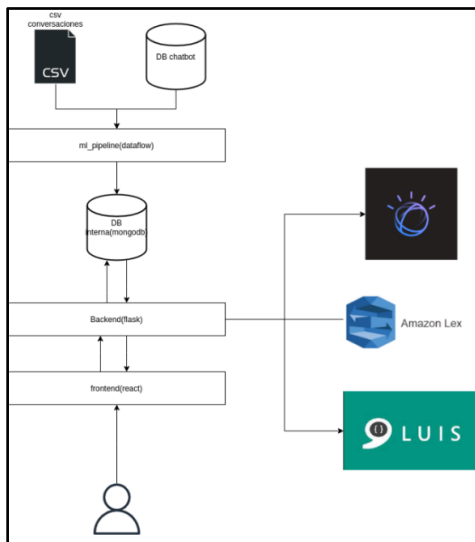 csv
conversaciones
CSV
DB chatbot
ml_pipeline(dataflow)
DB
interna(mongodb)
Backend(flask)
Amazon Lex
frontend(react)
LUIS